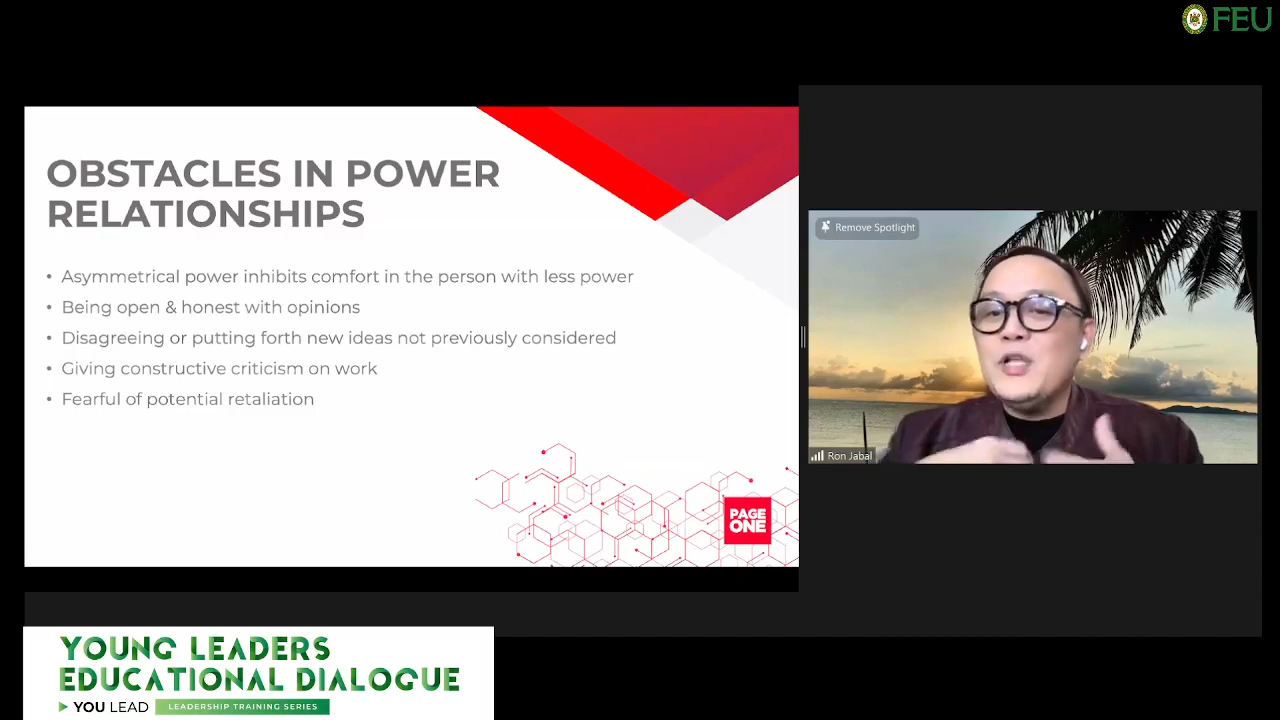 FEU
OBSTACLES IN POWER
RELATIONSHIPS
• Asymmetrical power inhibits comfort in the person with less power
• Being open & honest with opinions
• Disagreeing or putting forth new ideas not previously considered
• Giving constructive criticism on work
• Fearful of potential retaliation
PAGE
ONE
Remove Spotlight
Ron Jabal
YOUNG LEADERS
EDUCATIONAL DIALOGUE
YOU LEAD LEADERSHIP TRAINING SERIES